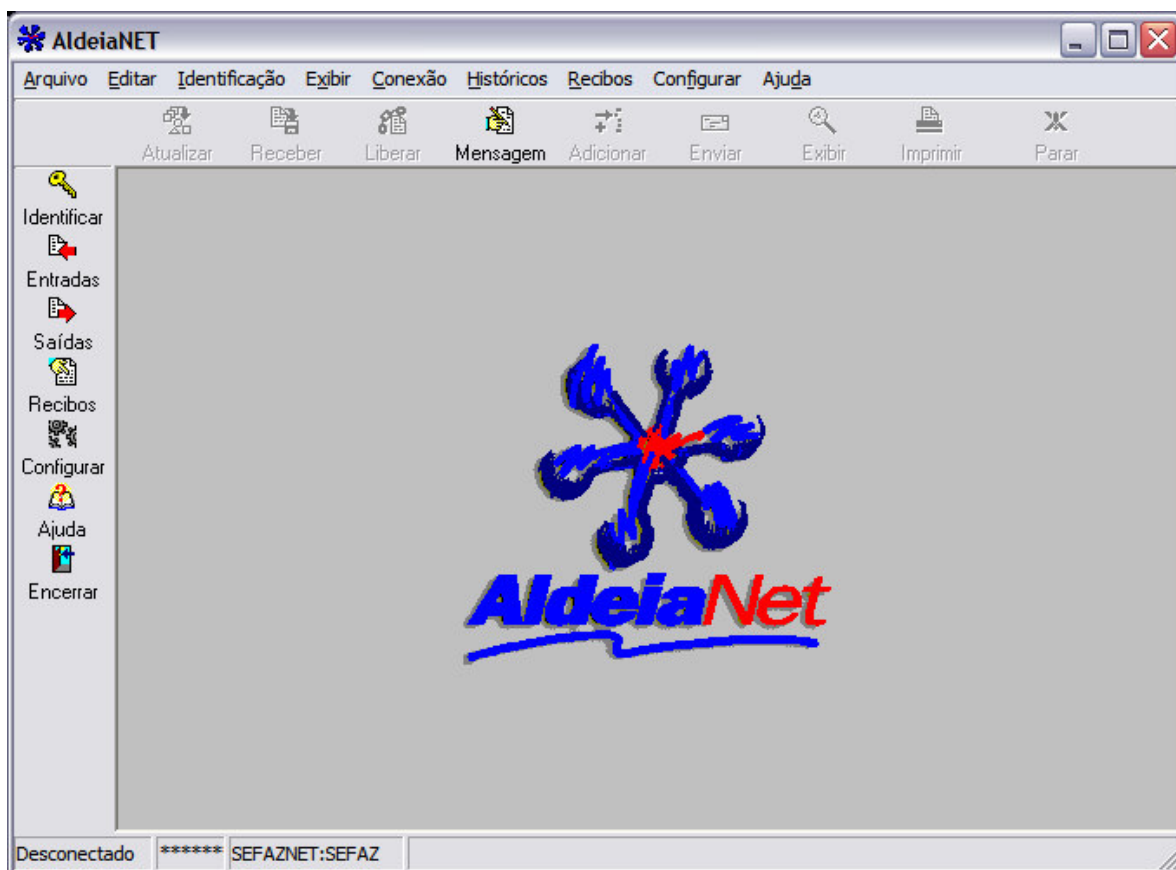 AldeiaNET
Arquivo Editar Identificação Exibir Conexão Históricos Recibos Configurar Ajuda
Atualizar Receber Liberar Mensagem Adicionar Enviar Exibir Imprimir Parar
Identificar
Entradas
Saídas
Recibos
Configurar
Ajuda
Encerrar
AldeiaNet
Desconectado ****** SEFAZNET:SEFAZ